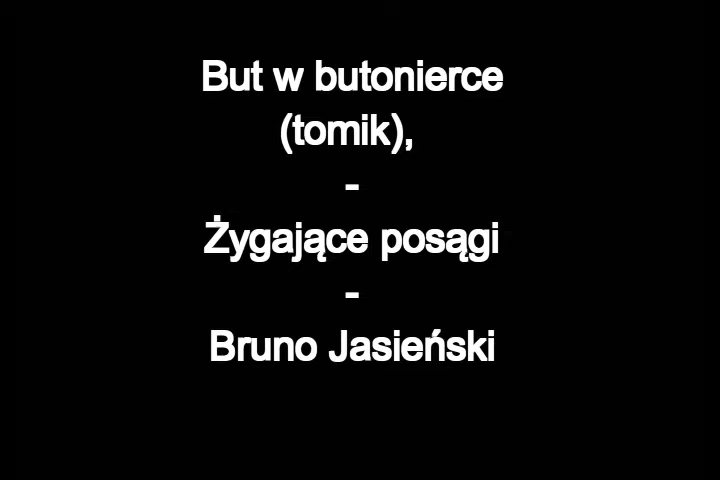 But w butonierce
(tomik),
-
Żygające posągi
-
Bruno Jasieński